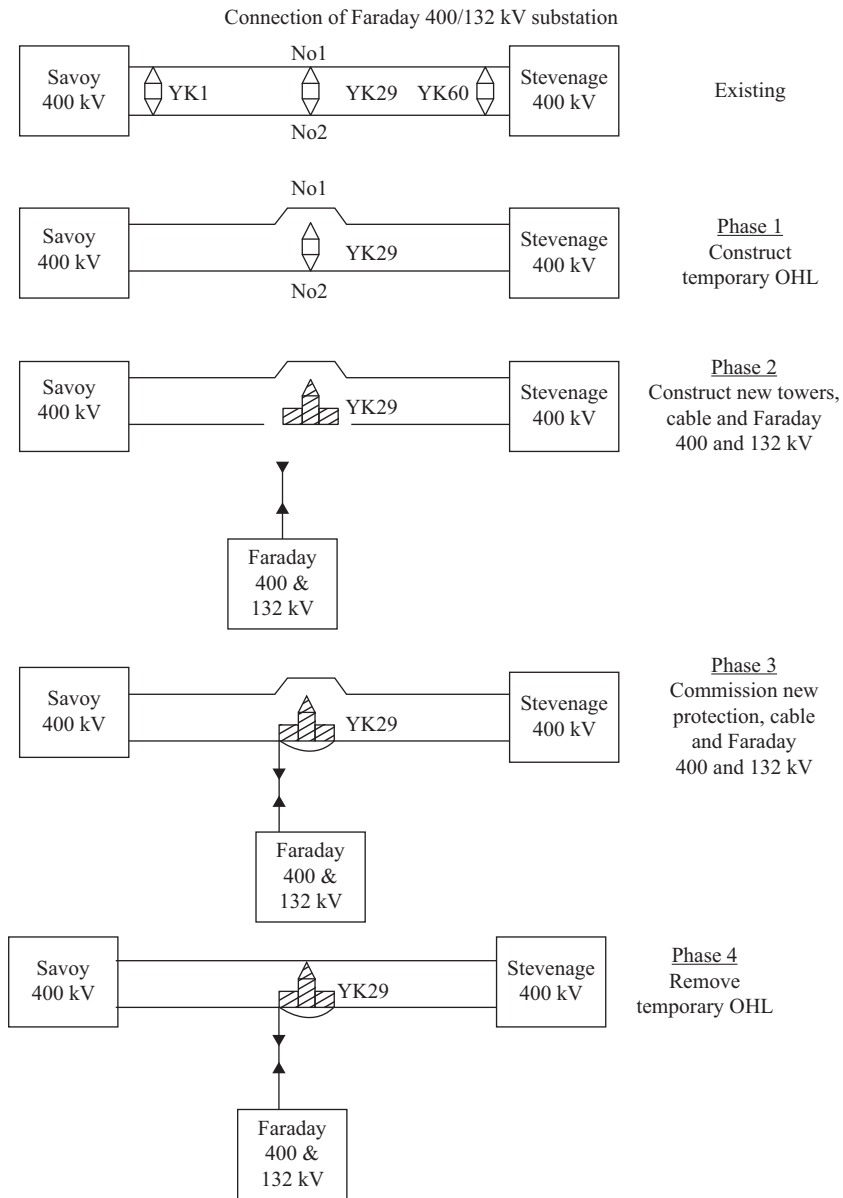 Connection of Faraday 400/132 kV substation
Savoy
400 kV
No1
YK1
YK29
YK60
No2
Stevenage
400 kV
Existing
Savoy
400 kV
No1
YK29
No2
Stevenage
400 kV
Phase 1
Construct
temporary OHL
Savoy
400 kV
YK29
Stevenage
400 kV
Phase 2
Construct new towers,
cable and Faraday
400 and 132 kV
Faraday
400 &
132 kV
Savoy
400 kV
YK29
Stevenage
400 kV
Phase 3
Commission new
protection, cable
and Faraday
400 and 132 kV
Faraday
400 &
132 kV
Savoy
400 kV
YK29
Stevenage
400 kV
Phase 4
Remove
temporary OHL
Faraday
400 &
132 kV